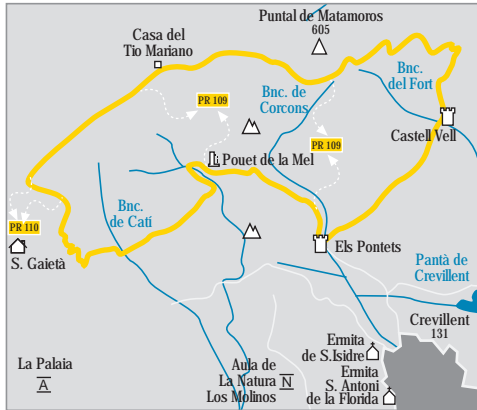 Puntal de Matamoros
605
Casa del
Tio Mariano
Bnc.
del Fort
Bnc. de
Corcons
PR 109
Castell Vell
PR 109
Pouet de la Mel
Bnc.
de Catí
PR 110
S. Gaietà
Els Pontets
Pantà de
Crevillent
Crevillent
131
Ermita
de S.Isidre
La Palaia
A
Aula de
La Natura
Los Molinos
N
Ermita
S. Antoni
de la Florida